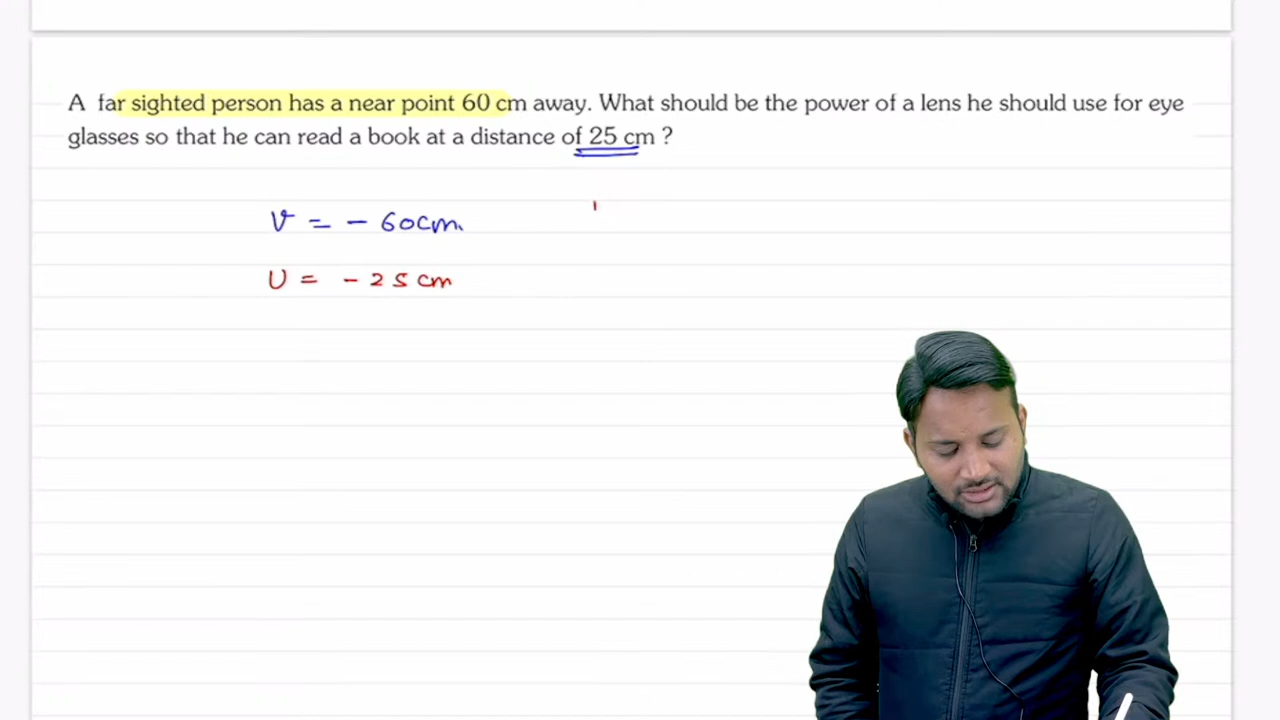 A far sighted person has a near point 60 cm away. What should be the power of a lens he should use for eye
glasses so that he can read a book at a distance of 25 cm ?
V = - 60cm.
U = - 25 cm